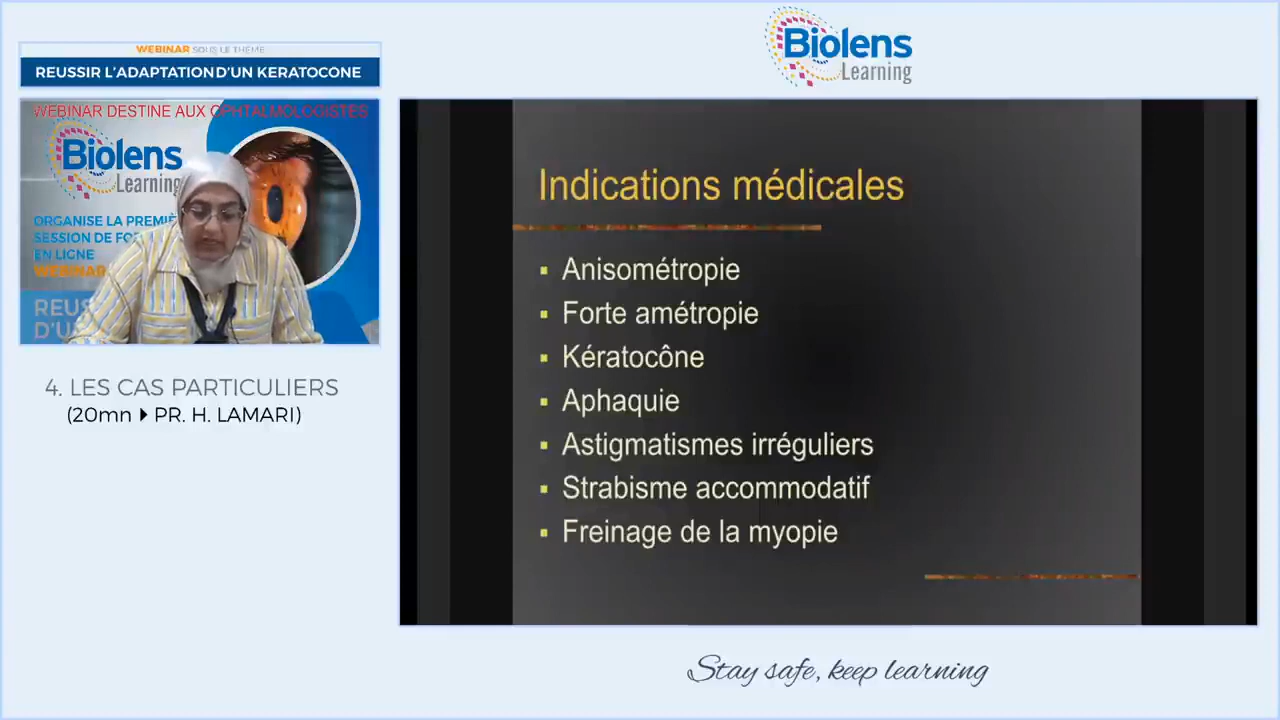 WEBINAR SOUS LE THEME
REUSSIR L'ADAPTATION D'UN KERATOCONE
WEBINAR DESTINE AUX OPHTALMOLOGISTES
Biolens
Learning
ORGANISE LA PREMIÈ
SESSION DE FO
EN LIGNE
WEBINAR
REUS
D'U
4. LES CAS PARTICULIERS
(20mn PR. H. LAMARI)
Biolens
Learning
Indications médicales
Anisométropie
Forte amétropie
Kératocône
Aphaquie
Astigmatismes irréguliers
Strabisme accommodatif
Freinage de la myopie
Stay safe, keep learning